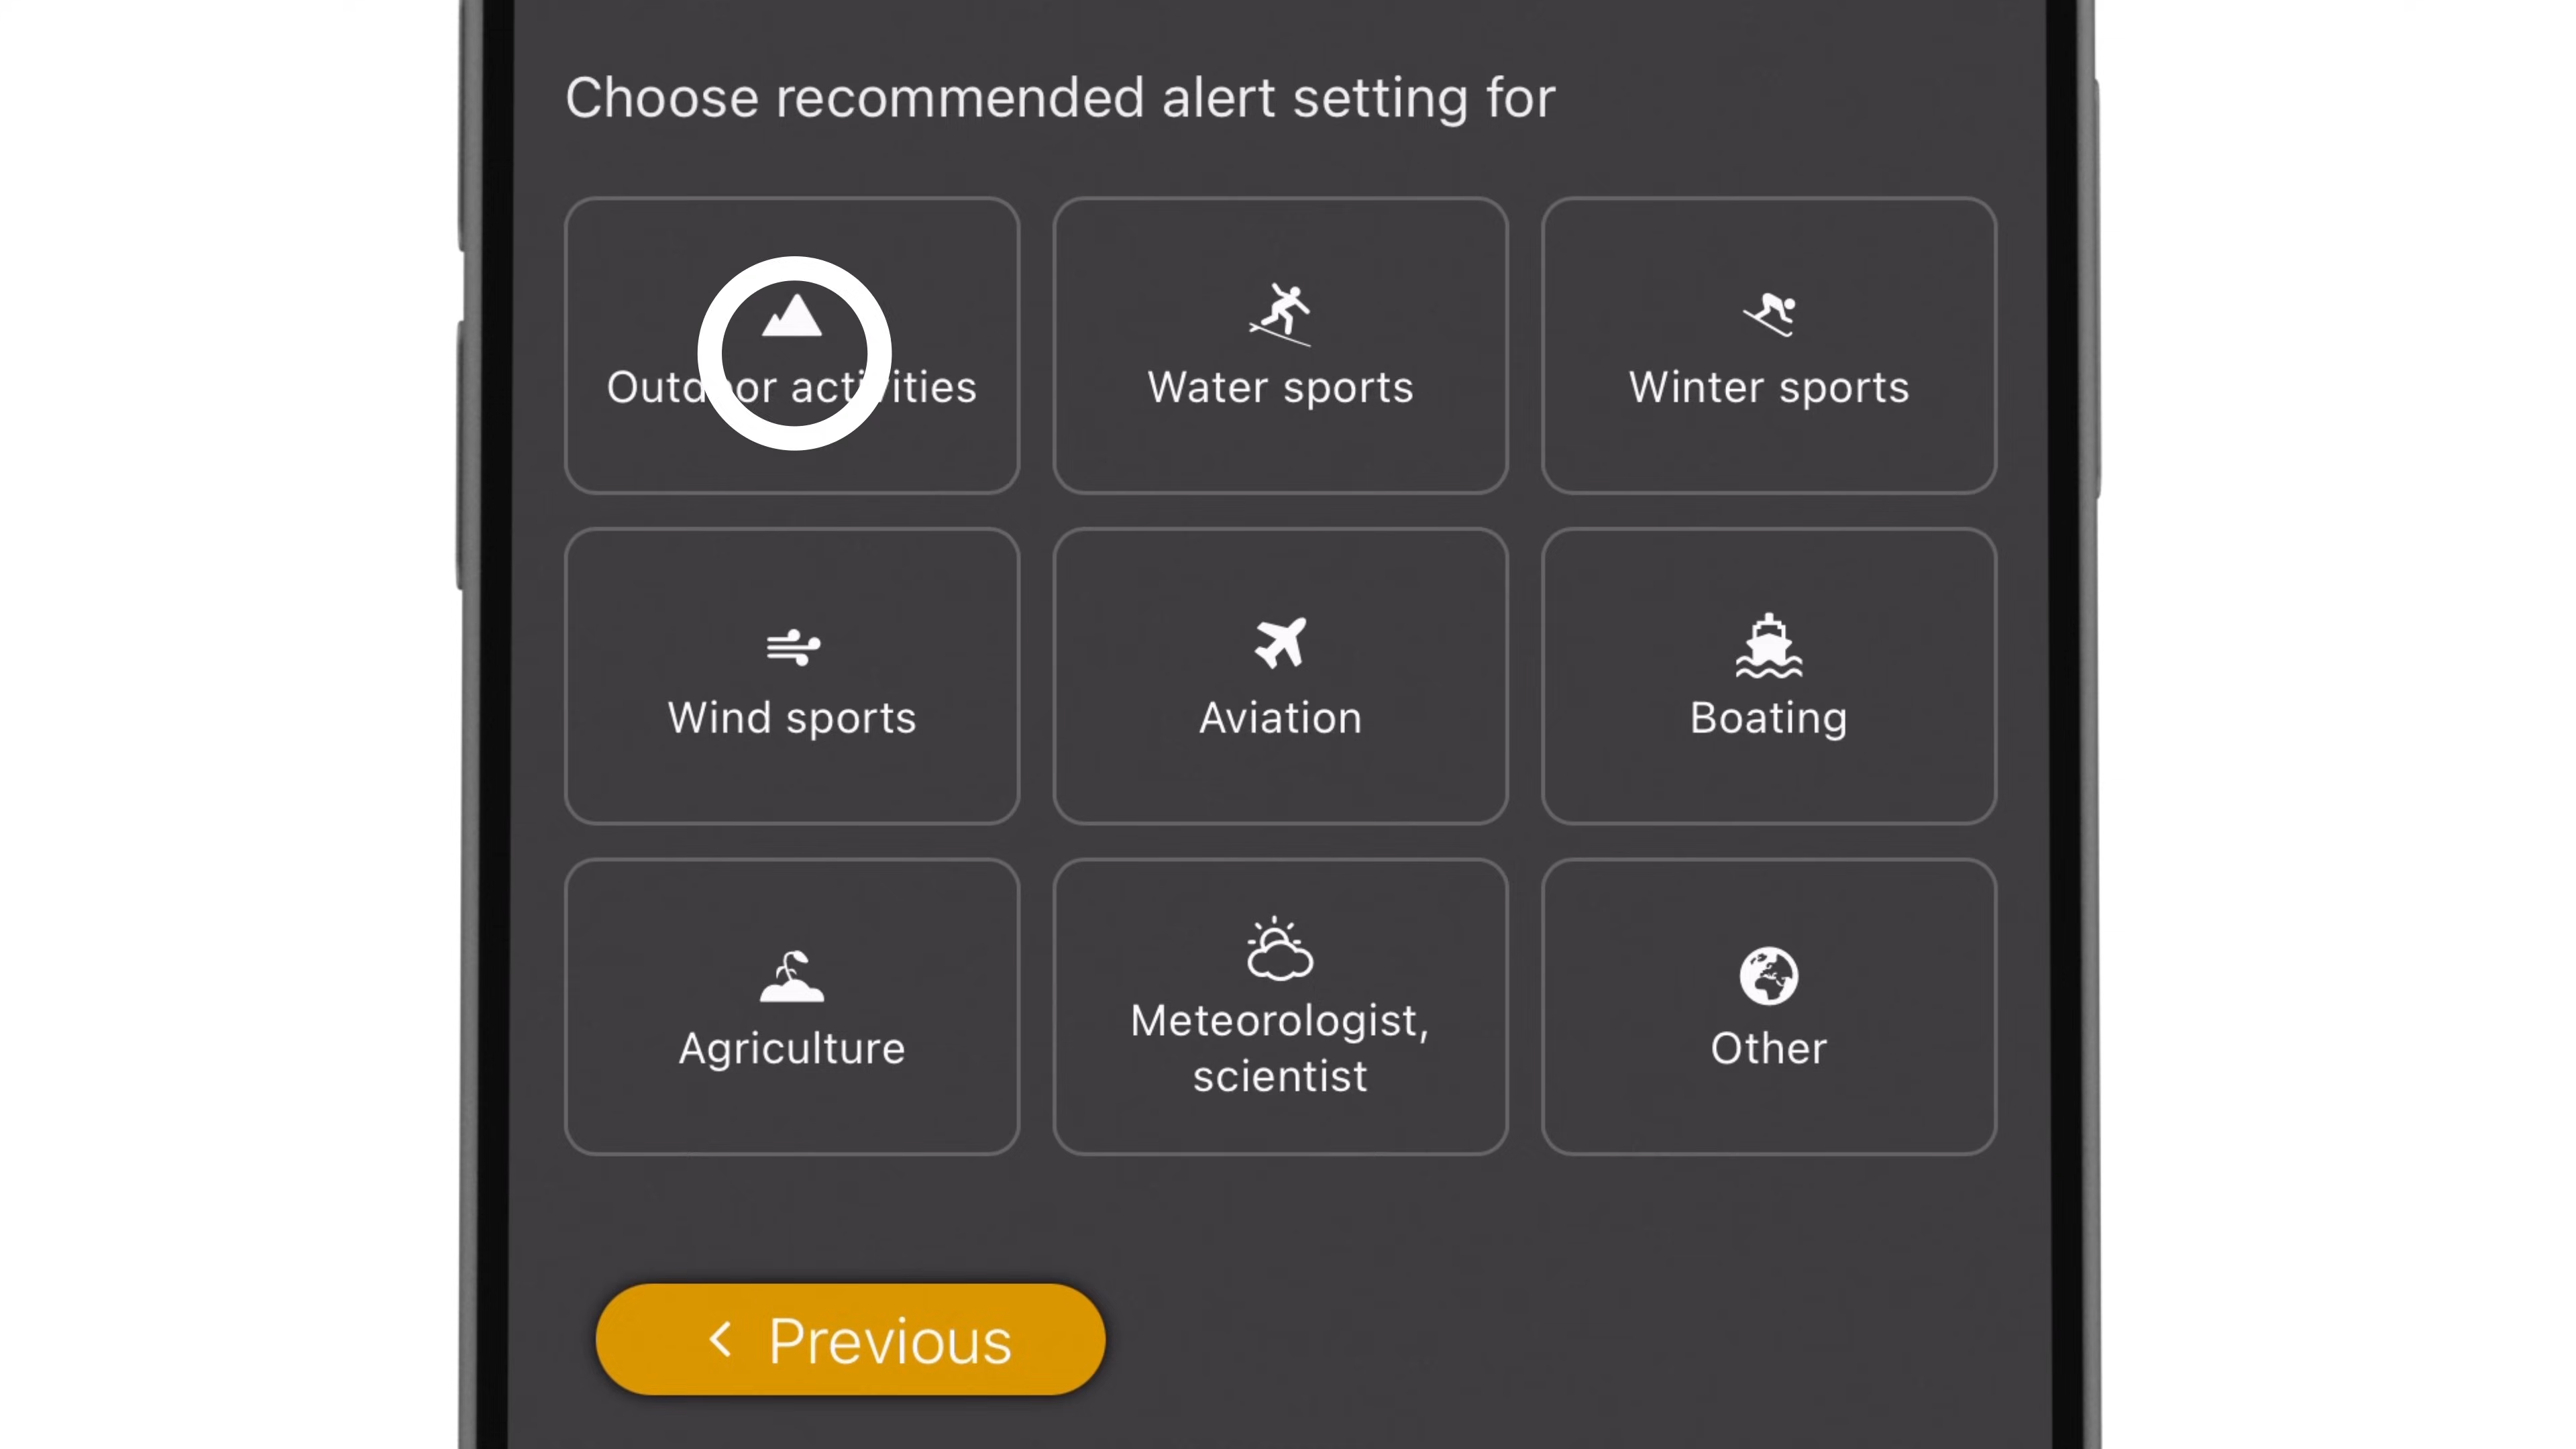 Choose recommended alert setting for
Outdoor activities
Water sports
Winter sports
Wind sports
Aviation
Boating
Agriculture
Meteorologist,
scientist
Other
Previous